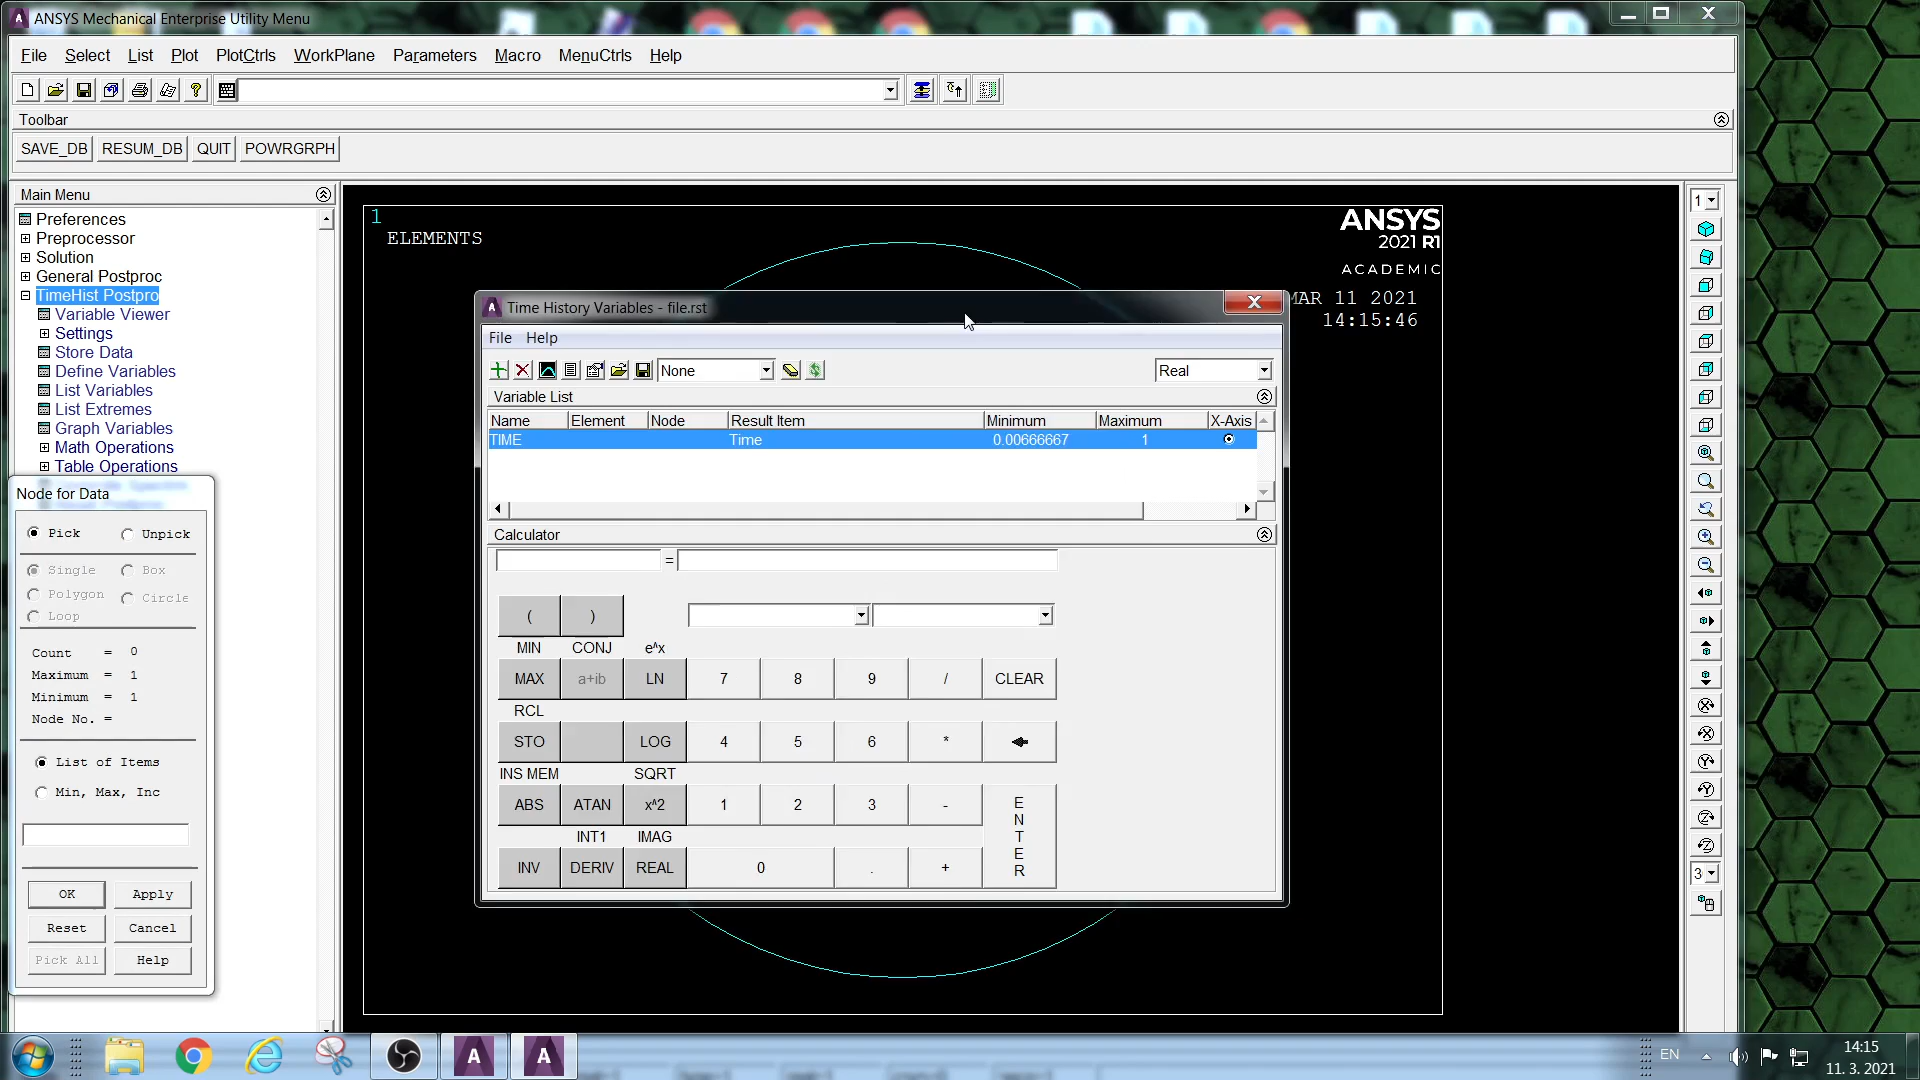 ANSYS Mechanical Enterprise Utility Menu
File Select List Plot PlotCtrls WorkPlane Parameters Macro MenuCtrls Help
Toolbar
SAVE_DB RESUM_DB QUIT POWRGRPH
Main Menu
Preferences
Preprocessor
Solution
General Postproc
TimeHist Postpro
Variable Viewer
Settings
Store Data
Define Variables
List Variables
List Extremes
Graph Variables
Math Operations
Table Operations
Node for Data
Pick Unpick
Single Box
Polygon Circle
Loop
Count = 0
Maximum = 1
Minimum = 1
Node No. =
List of Items
Min, Max, Inc
OK Apply
Reset Cancel
Pick All Help
1
ELEMENTS
ANSYS
2021 R1
ACADEMIC
MAR 11 2021
14:15:46
Time History Variables - file.rst
File Help
None Real
Variable List
Name Element Node Result Item Minimum Maximum X-Axis
TIME Time 0.00666667 1
Calculator
=
( )
MIN CONJ e^x
MAX a+ib LN 7 8 9 / CLEAR
RCL
STO LOG 4 5 6 *
INS MEM SQRT
ABS ATAN x^2 1 2 3 -
ENTER
INT1 IMAG
INV DERIV REAL 0 . +
1
3
EN
14:15
11. 3. 2021